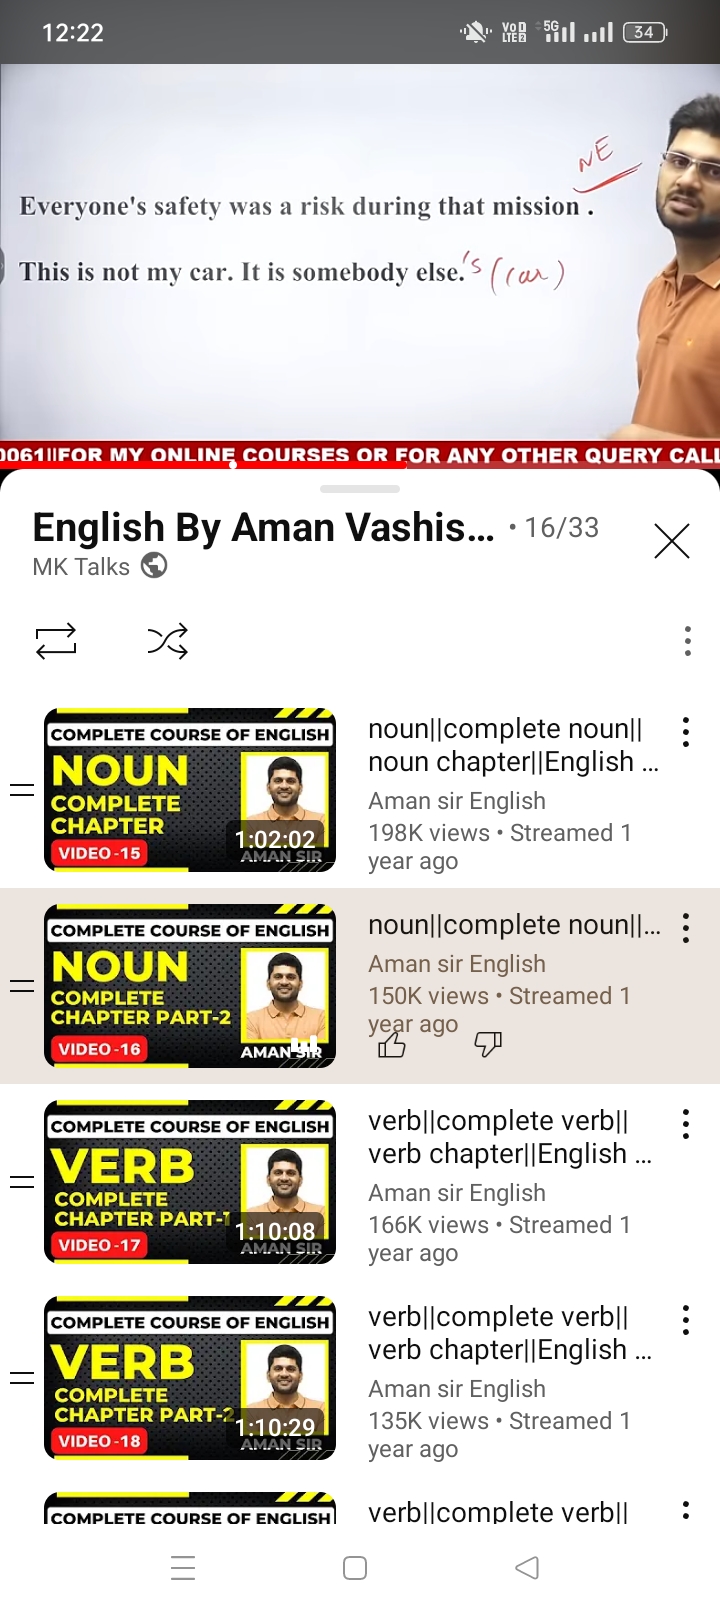 12:22
VoD
LTE2
5G
34
NE
Everyone's safety was a risk during that mission .
This is not my car. It is somebody else.'s (car)
0061||FOR MY ONLINE COURSES OR FOR ANY OTHER QUERY CALL
English By Aman Vashis... • 16/33
MK Talks
COMPLETE COURSE OF ENGLISH
NOUN
COMPLETE
CHAPTER
VIDEO -15
1:02:02
AMAN SIR
noun||complete noun||
noun chapter||English ...
Aman sir English
198K views • Streamed 1
year ago
COMPLETE COURSE OF ENGLISH
NOUN
COMPLETE
CHAPTER PART-2
VIDEO -16
AMAN SIR
noun||complete noun||...
Aman sir English
150K views • Streamed 1
year ago
COMPLETE COURSE OF ENGLISH
VERB
COMPLETE
CHAPTER PART-1
VIDEO -17
1:10:08
AMAN SIR
verb||complete verb||
verb chapter||English ...
Aman sir English
166K views • Streamed 1
year ago
COMPLETE COURSE OF ENGLISH
VERB
COMPLETE
CHAPTER PART-2
VIDEO -18
1:10:29
AMAN SIR
verb||complete verb||
verb chapter||English ...
Aman sir English
135K views • Streamed 1
year ago
COMPLETE COURSE OF ENGLISH
verb||complete verb||